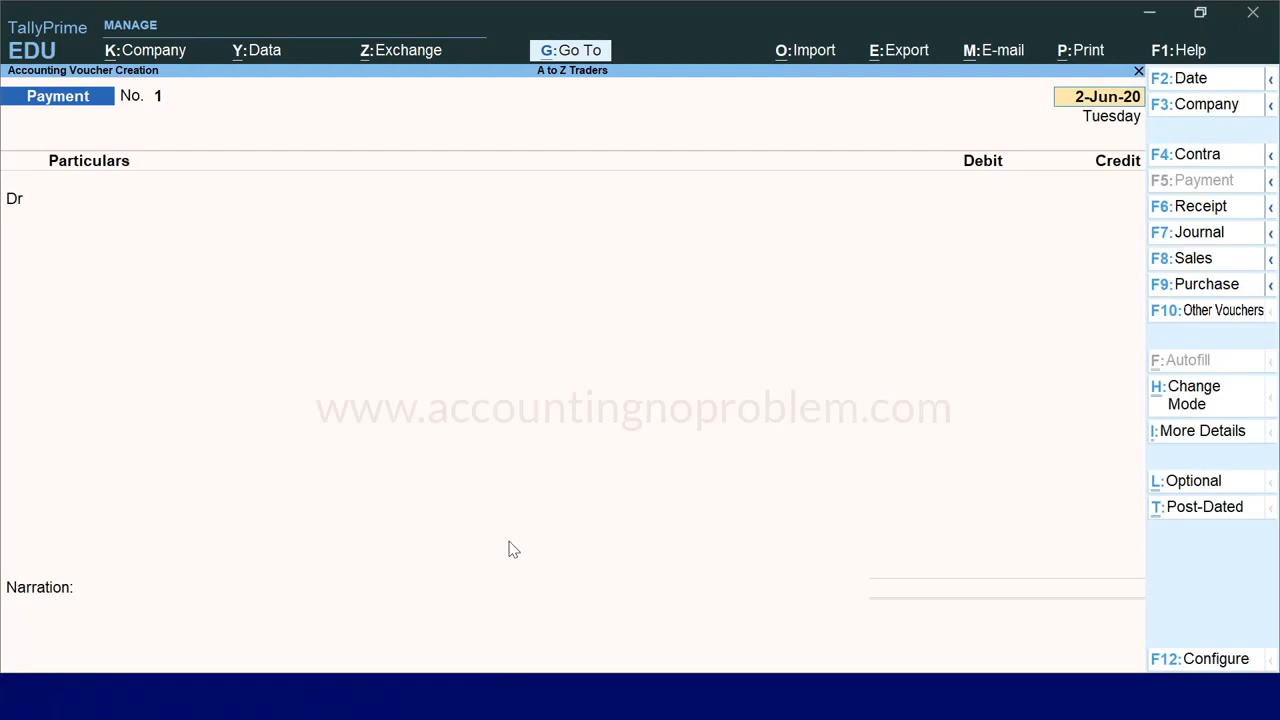 TallyPrime
MANAGE
EDU
K:Company Y:Data Z:Exchange G:Go To O:Import E:Export M:E-mail P:Print F1:Help
Accounting Voucher Creation A to Z Traders
Payment No. 1 2-Jun-20
Tuesday
Particulars Debit Credit
Dr
www.accountingnoproblem.com
Narration:
F2:Date
F3:Company
F4:Contra
F5:Payment
F6:Receipt
F7:Journal
F8:Sales
F9:Purchase
F10:Other Vouchers
F:Autofill
H:Change
Mode
I:More Details
L:Optional
T:Post-Dated
F12:Configure